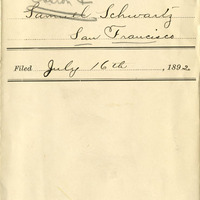 Samuel Schwartz
San Francisco
Filed July 16th, 1892